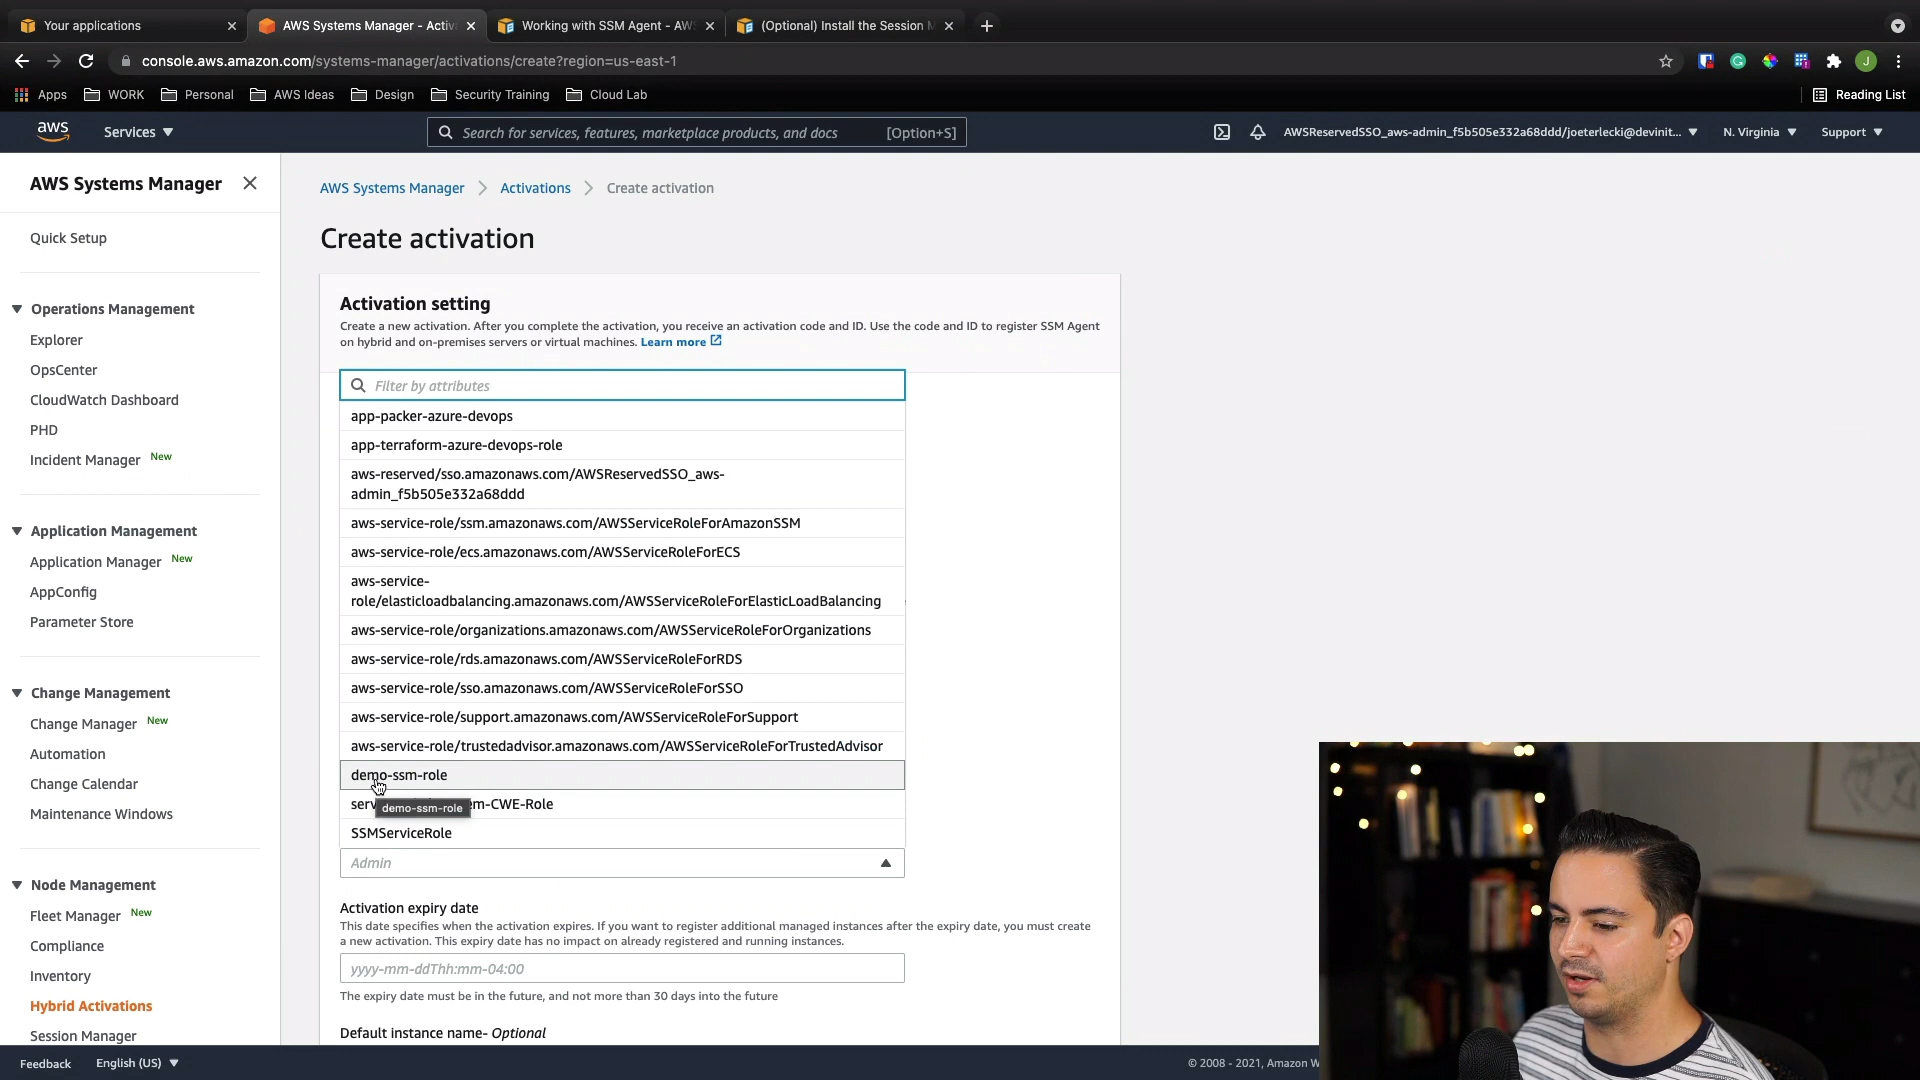 Your applications
AWS Systems Manager - Activ
Working with SSM Agent - AW
(Optional) Install the Session M
console.aws.amazon.com/systems-manager/activations/create?region=us-east-1
Apps
WORK
Personal
AWS Ideas
Design
Security Training
Cloud Lab
Reading List
aws
Services
Search for services, features, marketplace products, and docs
[Option+S]
AWSReservedSSO_aws-admin_f5b505e332a68ddd/joeterlecki@devinit...
N. Virginia
Support
AWS Systems Manager
Quick Setup
Operations Management
Explorer
OpsCenter
CloudWatch Dashboard
PHD
Incident Manager New
Application Management
Application Manager New
AppConfig
Parameter Store
Change Management
Change Manager New
Automation
Change Calendar
Maintenance Windows
Node Management
Fleet Manager New
Compliance
Inventory
Hybrid Activations
Session Manager
AWS Systems Manager
Activations
Create activation
Create activation
Activation setting
Create a new activation. After you complete the activation, you receive an activation code and ID. Use the code and ID to register SSM Agent
on hybrid and on-premises servers or virtual machines. Learn more
Filter by attributes
app-packer-azure-devops
app-terraform-azure-devops-role
aws-reserved/sso.amazonaws.com/AWSReservedSSO_aws-
admin_f5b505e332a68ddd
aws-service-role/ssm.amazonaws.com/AWSServiceRoleForAmazonSSM
aws-service-role/ecs.amazonaws.com/AWSServiceRoleForECS
aws-service-
role/elasticloadbalancing.amazonaws.com/AWSServiceRoleForElasticLoadBalancing
aws-service-role/organizations.amazonaws.com/AWSServiceRoleForOrganizations
aws-service-role/rds.amazonaws.com/AWSServiceRoleForRDS
aws-service-role/sso.amazonaws.com/AWSServiceRoleForSSO
aws-service-role/support.amazonaws.com/AWSServiceRoleForSupport
aws-service-role/trustedadvisor.amazonaws.com/AWSServiceRoleForTrustedAdvisor
demo-ssm-role
serv em-CWE-Role
demo-ssm-role
SSMServiceRole
Admin
Activation expiry date
This date specifies when the activation expires. If you want to register additional managed instances after the expiry date, you must create
a new activation. This expiry date has no impact on already registered and running instances.
yyyy-mm-ddThh:mm-04:00
The expiry date must be in the future, and not more than 30 days into the future
Default instance name- Optional
Feedback
English (US)
© 2008 - 2021, Amazon W
J